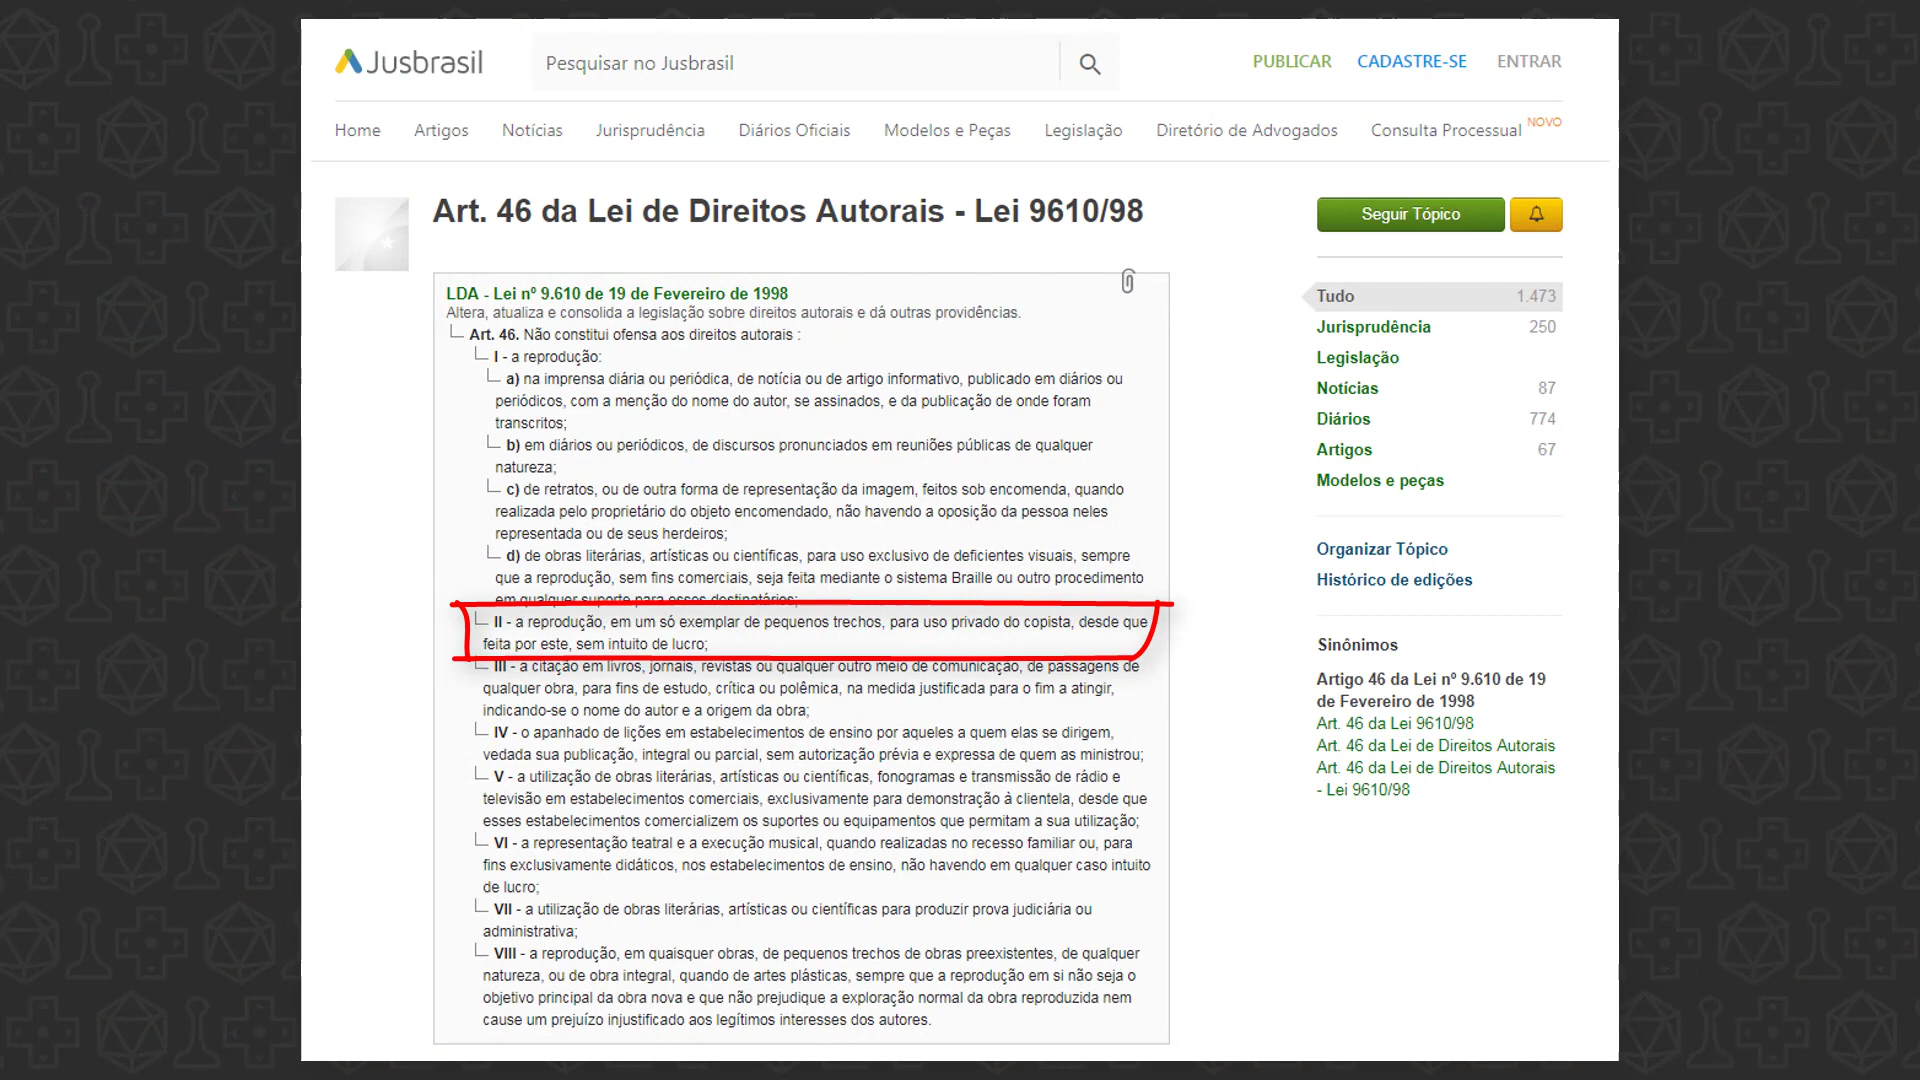 Jusbrasil
Pesquisar no Jusbrasil
PUBLICAR CADASTRE-SE ENTRAR
Home Artigos Notícias Jurisprudência Diários Oficiais Modelos e Peças Legislação Diretório de Advogados Consulta Processual NOVO
Art. 46 da Lei de Direitos Autorais - Lei 9610/98
LDA - Lei nº 9.610 de 19 de Fevereiro de 1998
Altera, atualiza e consolida a legislação sobre direitos autorais e dá outras providências.
Art. 46. Não constitui ofensa aos direitos autorais :
I - a reprodução:
a) na imprensa diária ou periódica, de notícia ou de artigo informativo, publicado em diários ou
periódicos, com a menção do nome do autor, se assinados, e da publicação de onde foram
transcritos;
b) em diários ou periódicos, de discursos pronunciados em reuniões públicas de qualquer
natureza;
c) de retratos, ou de outra forma de representação da imagem, feitos sob encomenda, quando
realizada pelo proprietário do objeto encomendado, não havendo a oposição da pessoa neles
representada ou de seus herdeiros;
d) de obras literárias, artísticas ou científicas, para uso exclusivo de deficientes visuais, sempre
que a reprodução, sem fins comerciais, seja feita mediante o sistema Braille ou outro procedimento
em qualquer suporte para esses destinatários;
II - a reprodução, em um só exemplar de pequenos trechos, para uso privado do copista, desde que
feita por este, sem intuito de lucro;
III - a citação em livros, jornais, revistas ou qualquer outro meio de comunicação, de passagens de
qualquer obra, para fins de estudo, crítica ou polêmica, na medida justificada para o fim a atingir,
indicando-se o nome do autor e a origem da obra;
IV - o apanhado de lições em estabelecimentos de ensino por aqueles a quem elas se dirigem,
vedada sua publicação, integral ou parcial, sem autorização prévia e expressa de quem as ministrou;
V - a utilização de obras literárias, artísticas ou científicas, fonogramas e transmissão de rádio e
televisão em estabelecimentos comerciais, exclusivamente para demonstração à clientela, desde que
esses estabelecimentos comercializem os suportes ou equipamentos que permitam a sua utilização;
VI - a representação teatral e a execução musical, quando realizadas no recesso familiar ou, para
fins exclusivamente didáticos, nos estabelecimentos de ensino, não havendo em qualquer caso intuito
de lucro;
VII - a utilização de obras literárias, artísticas ou científicas para produzir prova judiciária ou
administrativa;
VIII - a reprodução, em quaisquer obras, de pequenos trechos de obras preexistentes, de qualquer
natureza, ou de obra integral, quando de artes plásticas, sempre que a reprodução em si não seja o
objetivo principal da obra nova e que não prejudique a exploração normal da obra reproduzida nem
cause um prejuízo injustificado aos legítimos interesses dos autores.
Seguir Tópico
Tudo 1.473
Jurisprudência 250
Legislação
Notícias 87
Diários 774
Artigos 67
Modelos e peças
Organizar Tópico
Histórico de edições
Sinônimos
Artigo 46 da Lei nº 9.610 de 19
de Fevereiro de 1998
Art. 46 da Lei 9610/98
Art. 46 da Lei de Direitos Autorais
Art. 46 da Lei de Direitos Autorais
- Lei 9610/98